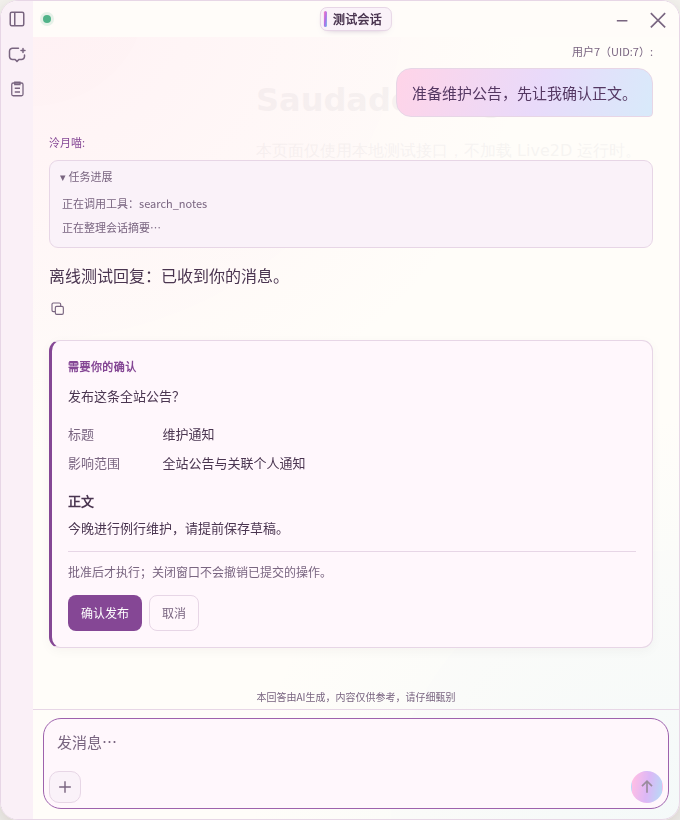 测试会话
用户7（UID:7）:
Saudade
准备维护公告，先让我确认正文。
本页面仅使用本地测试接口，不加载 Live2D 运行时。
泠月喵:
▾ 任务进展
正在调用工具：search_notes
正在整理会话摘要…
离线测试回复：已收到你的消息。
需要你的确认
发布这条全站公告？
标题 维护通知
影响范围 全站公告与关联个人通知
正文
今晚进行例行维护，请提前保存草稿。
批准后才执行；关闭窗口不会撤销已提交的操作。
确认发布 取消
本回答由AI生成，内容仅供参考，请仔细甄别
发消息…